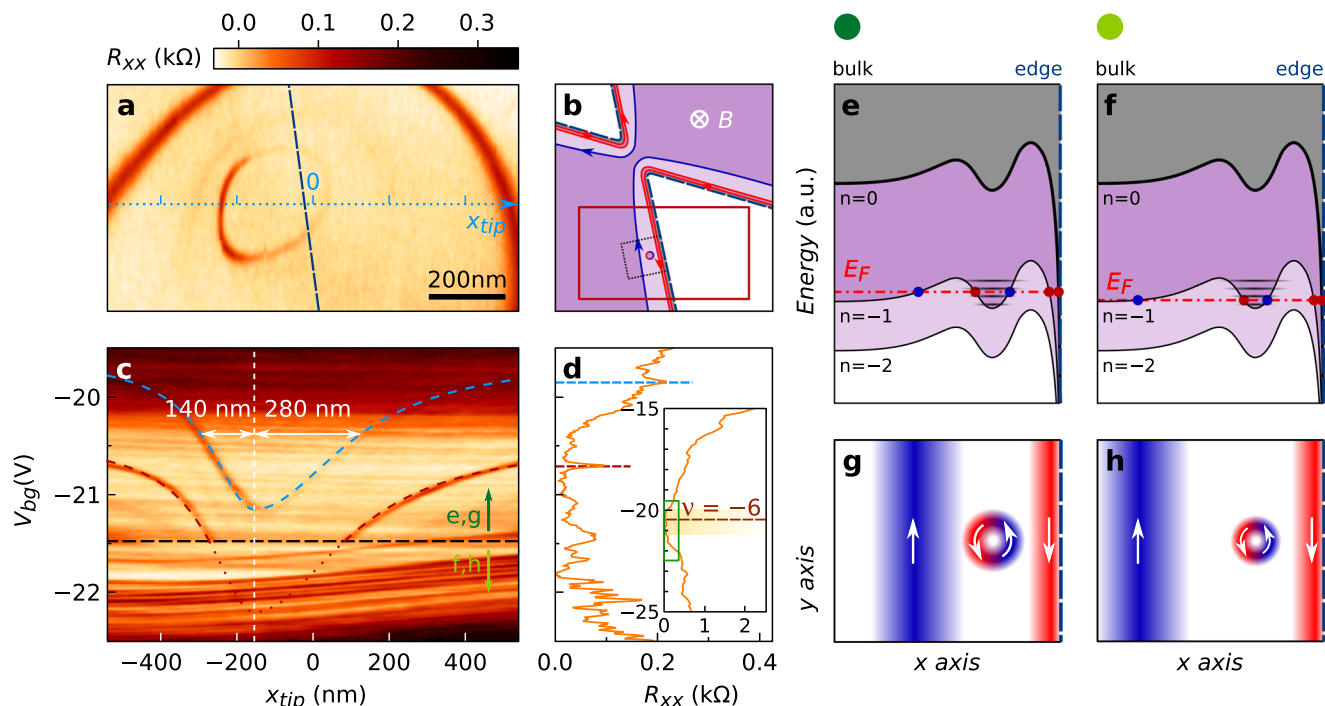 0.0 0.1 0.2 0.3
R_xx (kΩ)
a
0
x_tip
200nm
b
⊗ B
bulk edge
e
n=0
E_F
n=−1
n=−2
Energy (a.u.)
bulk edge
f
n=0
E_F
n=−1
n=−2
c
140 nm 280 nm
e,g
f,h
−20
−21
−22
V_bg(V)
−400 −200 0 200 400
x_tip (nm)
d
−15
−20
−25
ν = −6
0 1 2
0.0 0.2 0.4
R_xx (kΩ)
g
y axis
x axis
h
x axis